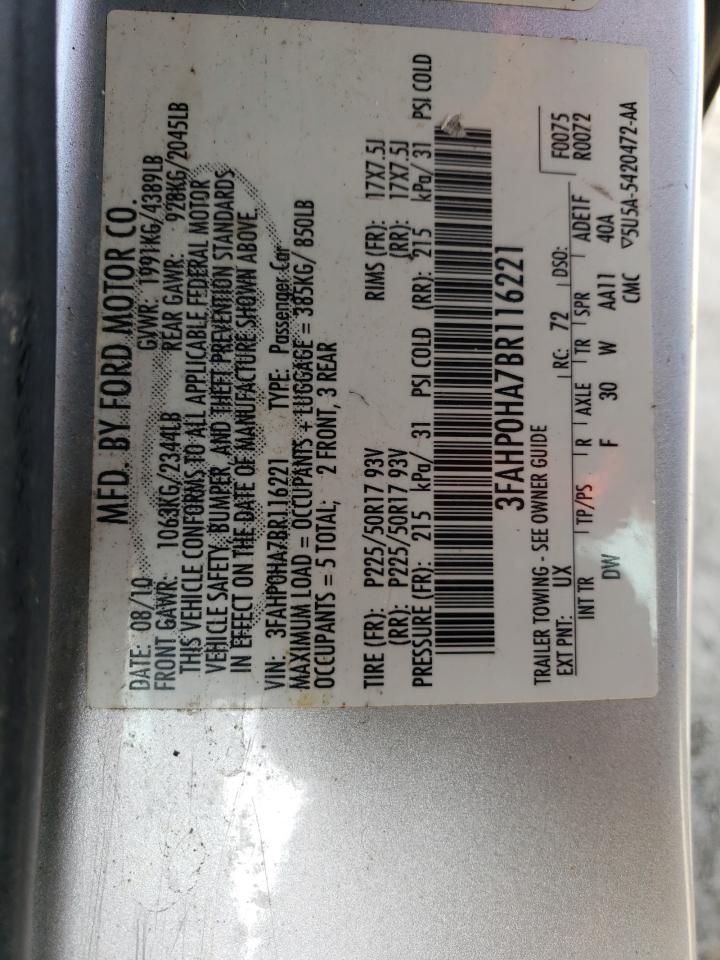 MFD. BY FORD MOTOR CO.
DATE: 08/10 GVWR: 1991KG/4389LB
FRONT GAWR: 1063KG/2344LB REAR GAWR: 928KG/2045LB
THIS VEHICLE CONFORMS TO ALL APPLICABLE FEDERAL MOTOR
VEHICLE SAFETY, BUMPER, AND THEFT PREVENTION STANDARDS
IN EFFECT ON THE DATE OF MANUFACTURE SHOWN ABOVE.
VIN: 3FAHP0HA7BR116221 TYPE: Passenger Car
MAXIMUM LOAD = OCCUPANTS + LUGGAGE = 385KG/ 850LB
OCCUPANTS = 5 TOTAL; 2 FRONT, 3 REAR
TIRE (FR): P225/50R17 93V RIMS (FR): 17X7.5J
(RR): P225/50R17 93V (RR): 17X7.5J
PRESSURE (FR): 215 kPa/ 31 PSI COLD (RR): 215 kPa/ 31 PSI COLD
3FAHP0HA7BR116221
TRAILER TOWING - SEE OWNER GUIDE F0075
EXT PNT: UX RC: 72 DSO: R0072
INT TR TP/PS R AXLE TR SPR ADE1F
DW F 30 W AA11 40A
CMC ▽5U5A-5420472-AA